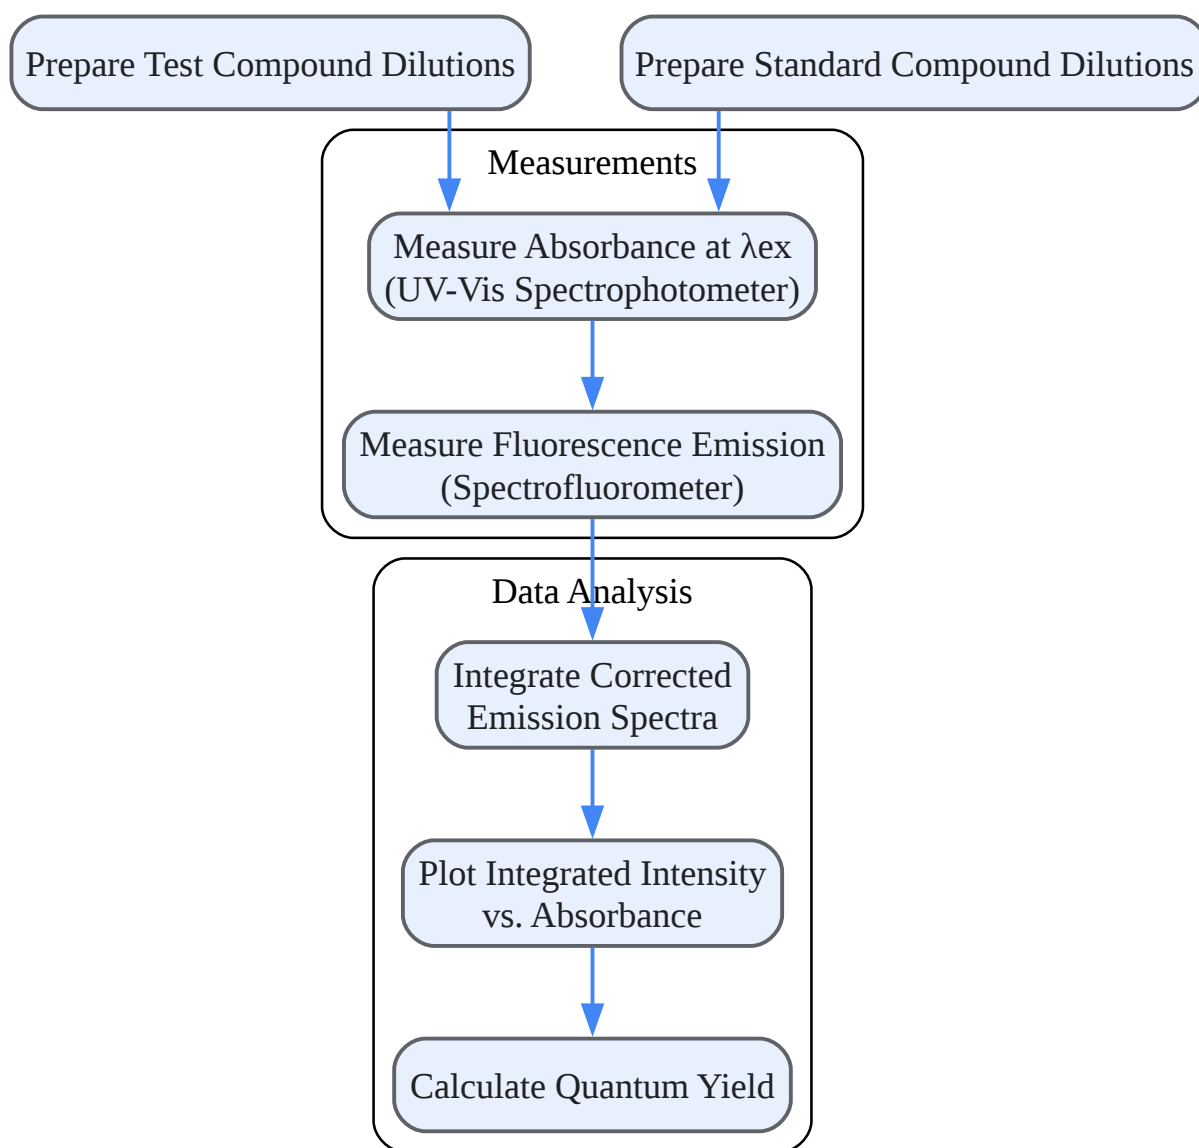 Prepare Test Compound Dilutions
Prepare Standard Compound Dilutions
Measurements
Measure Absorbance at λex
(UV-Vis Spectrophotometer)
Measure Fluorescence Emission
(Spectrofluorometer)
Data Analysis
Integrate Corrected
Emission Spectra
Plot Integrated Intensity
vs. Absorbance
Calculate Quantum Yield